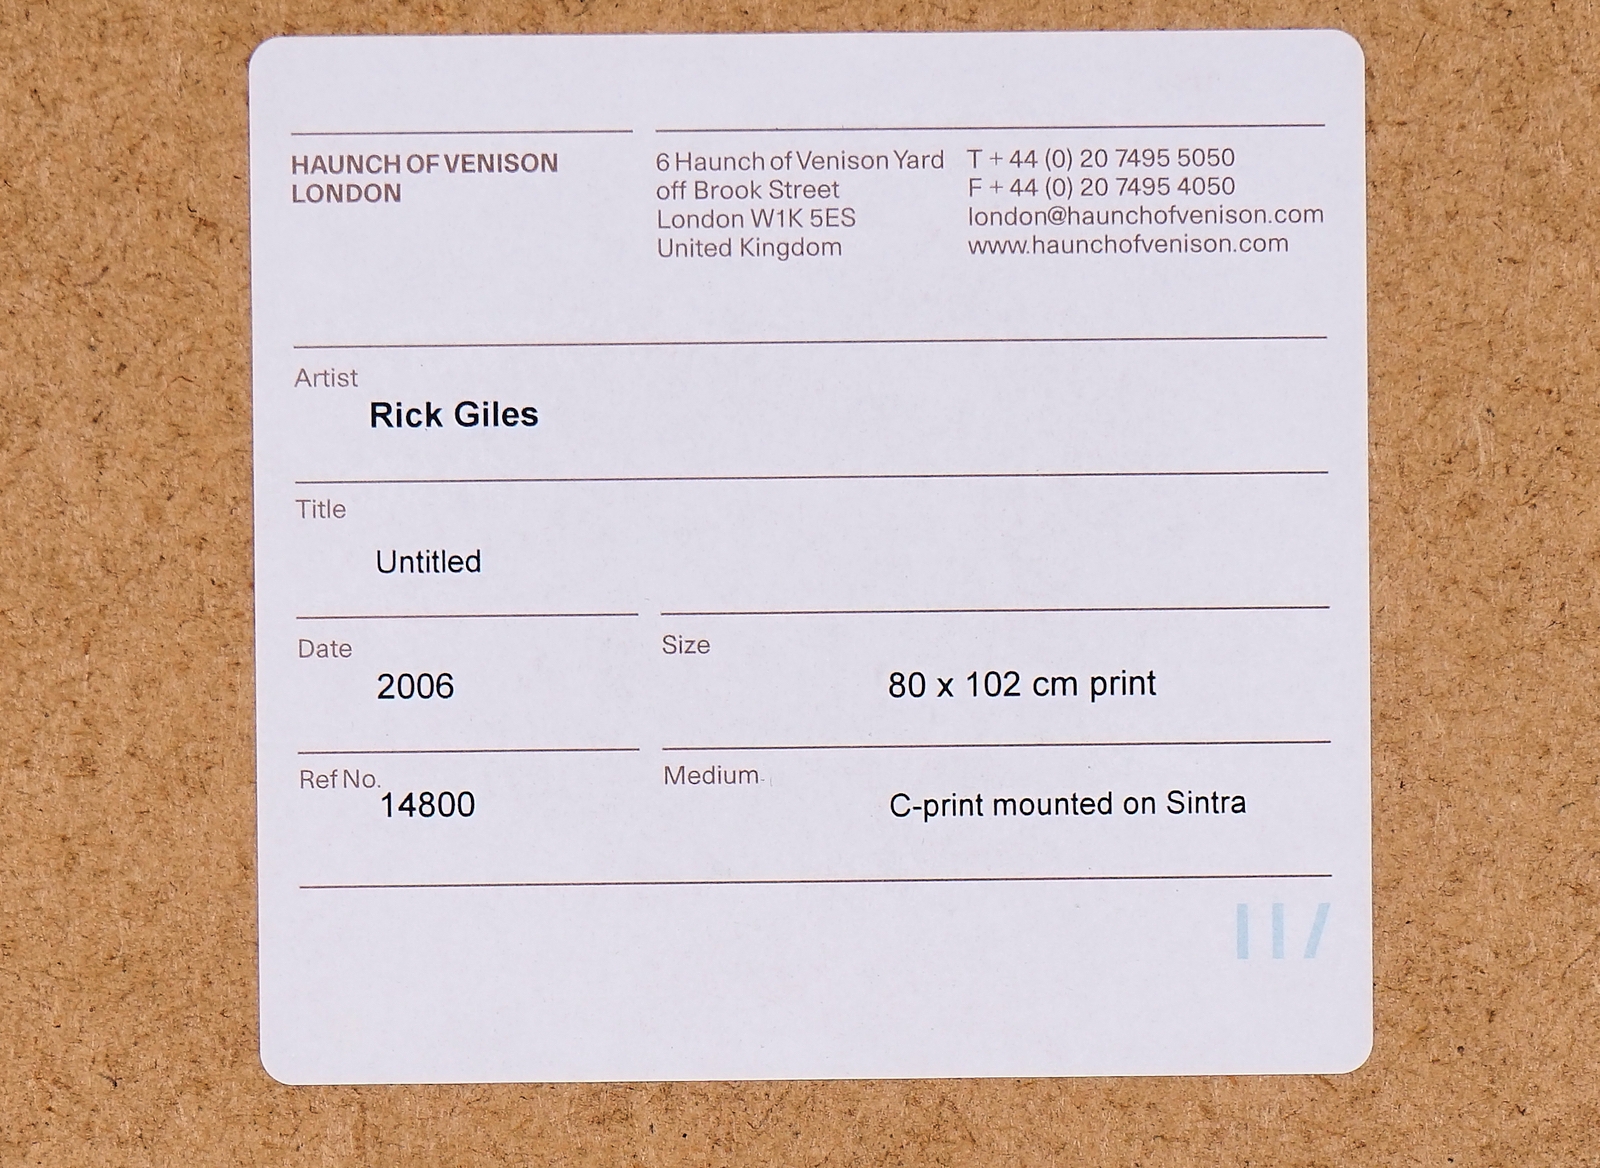 HAUNCH OF VENISON
LONDON
6 Haunch of Venison Yard
off Brook Street
London W1K 5ES
United Kingdom
T + 44 (0) 20 7495 5050
F + 44 (0) 20 7495 4050
london@haunchofvenison.com
www.haunchofvenison.com
Artist
Rick Giles
Title
Untitled
Date
2006
Size
80 x 102 cm print
Ref No.
14800
Medium
C-print mounted on Sintra